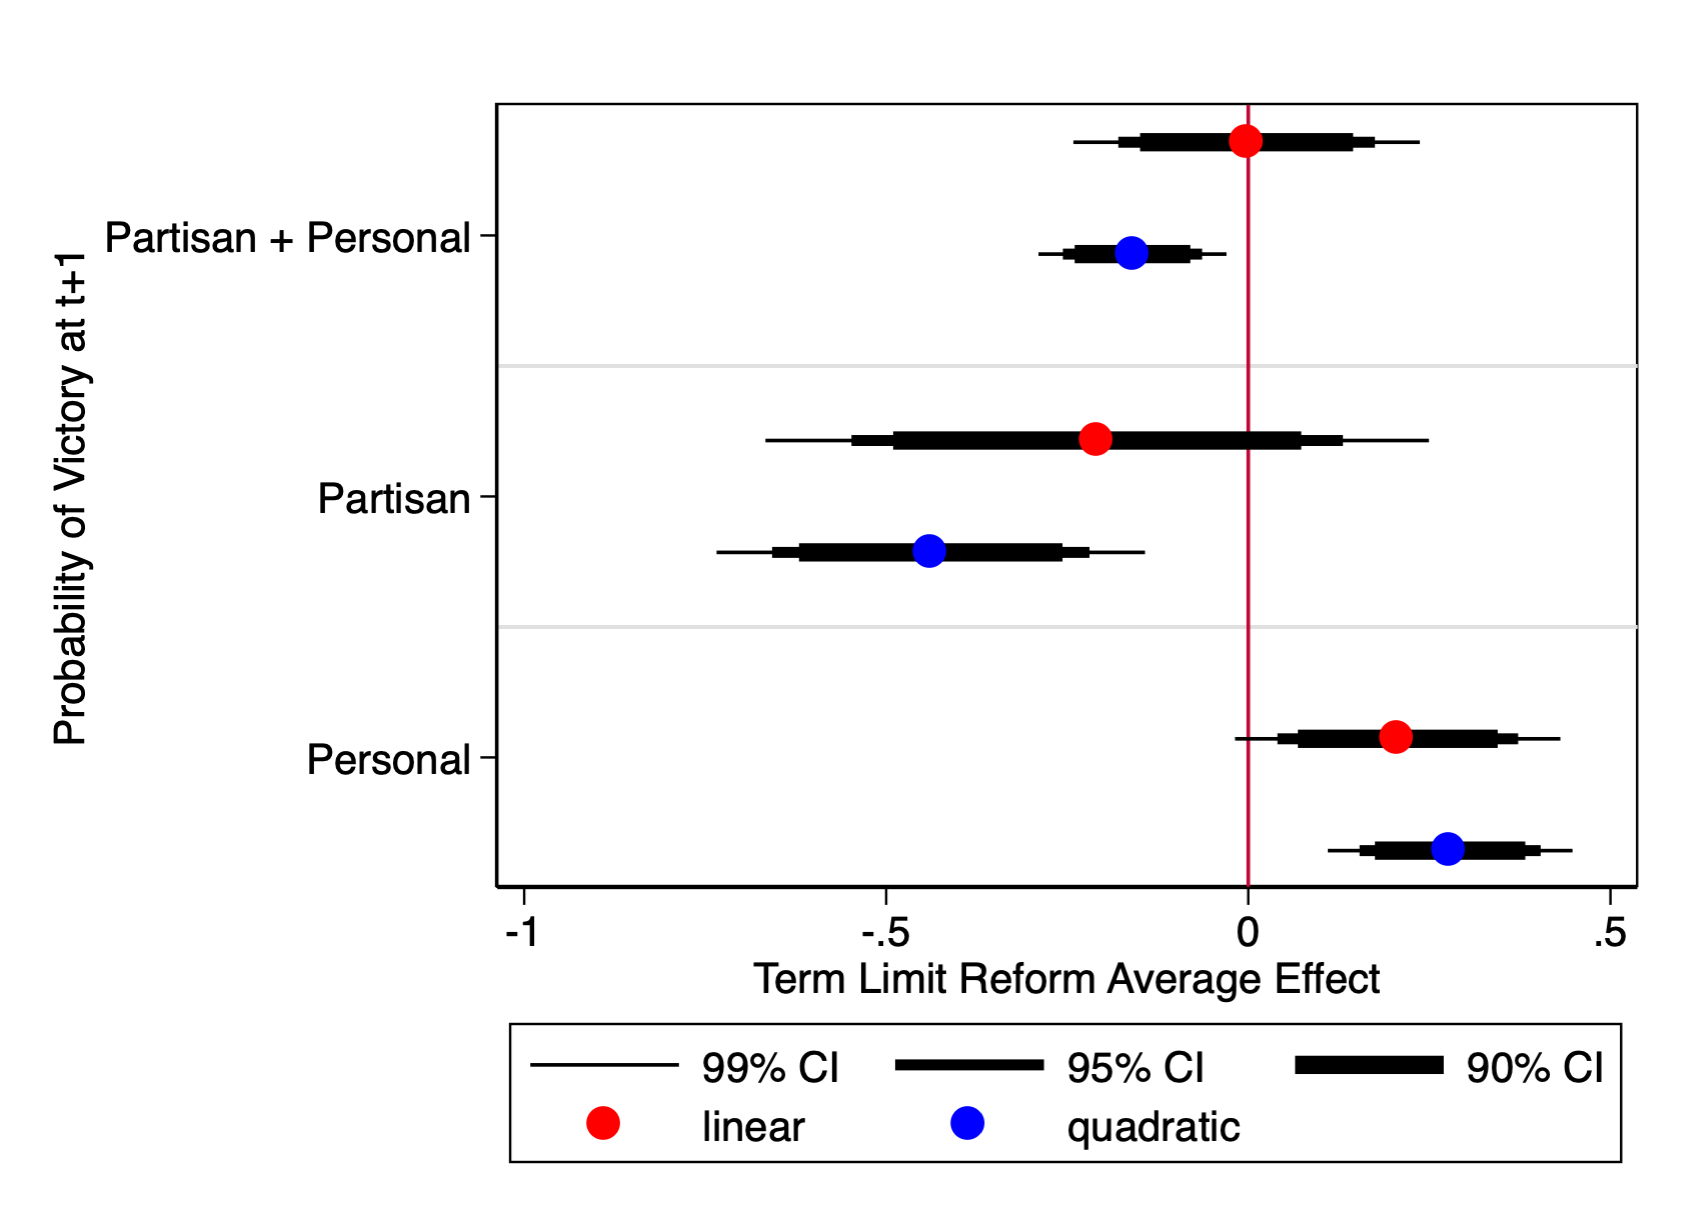 Probability of Victory at t+1
Partisan + Personal
Partisan
Personal
-1
-.5
0
.5
Term Limit Reform Average Effect
99% CI
95% CI
90% CI
linear
quadratic